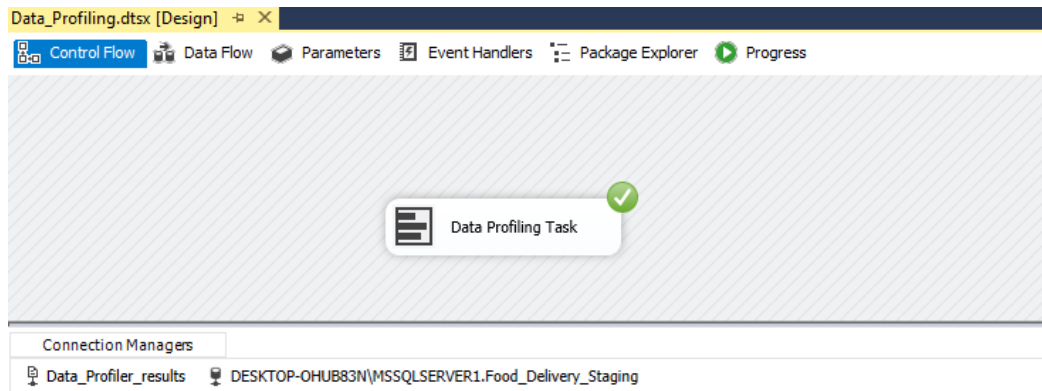 Data_Profiling.dtsx [Design]
Control Flow Data Flow Parameters Event Handlers Package Explorer Progress
Data Profiling Task
Connection Managers
Data_Profiler_results DESKTOP-OHUB83N\MSSQLSERVER1.Food_Delivery_Staging